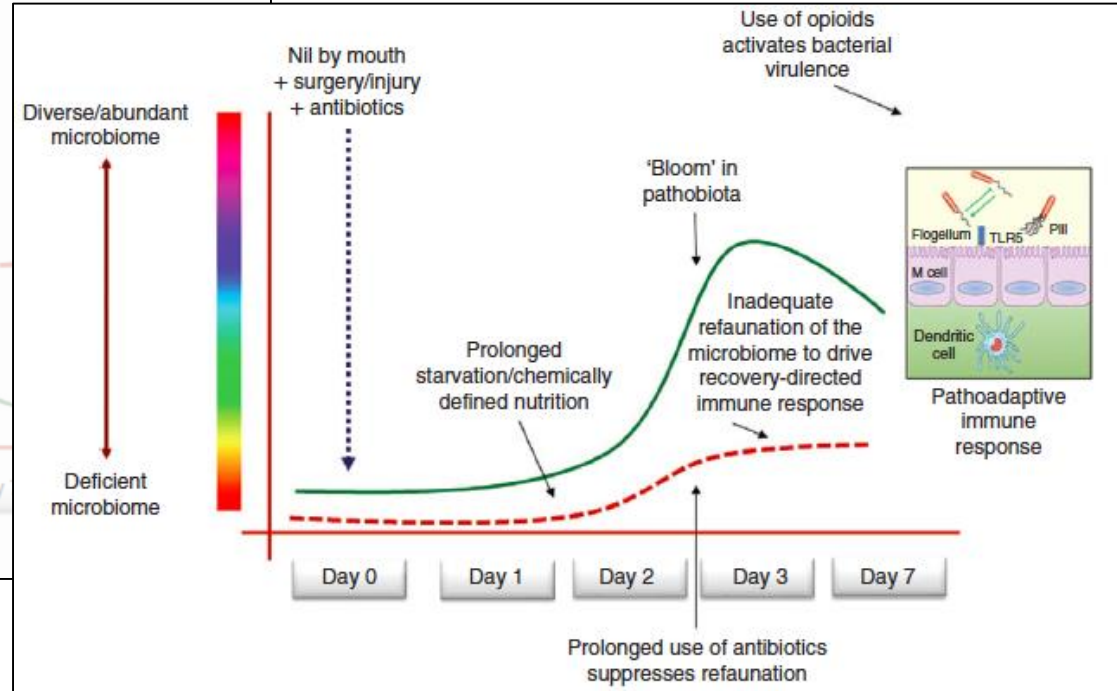 Use of opioids
activates bacterial
virulence
Nil by mouth
+ surgery/injury
+ antibiotics
Diverse/abundant
microbiome
'Bloom' in
pathobiota
Flogellum
TLR5
Pili
M cell
Dendritic
cell
Inadequate
refaunation of the
microbiome to drive
recovery-directed
immune response
Prolonged
starvation/chemically
defined nutrition
Pathoadaptive
immune
response
Deficient
microbiome
Day 0
Day 1
Day 2
Day 3
Day 7
Prolonged use of antibiotics
suppresses refaunation